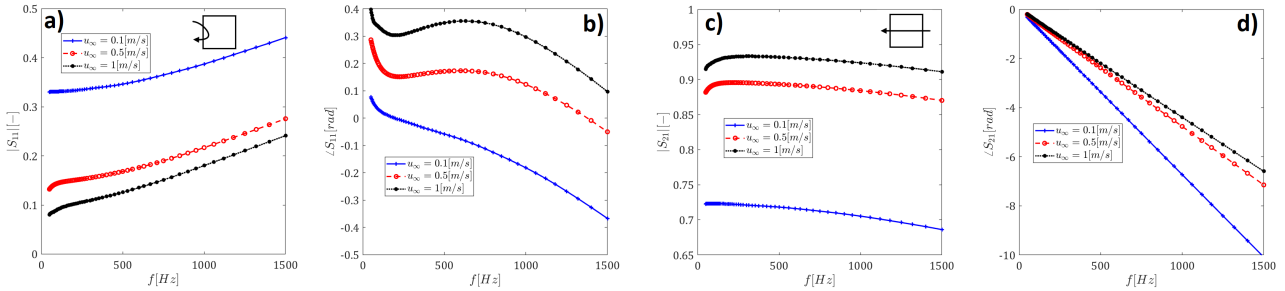 a)
0.5
0.4
0.3
0.2
0.1
0
0
500
1000
1500
|S₁₁|[−]
f[Hz]
u∞ = 0.1[m/s]
u∞ = 0.5[m/s]
u∞ = 1[m/s]
b)
0.4
0.3
0.2
0.1
0
-0.1
-0.2
-0.3
-0.4
-0.5
0
500
1000
1500
∠S₁₁[rad]
f[Hz]
u∞ = 0.1[m/s]
u∞ = 0.5[m/s]
u∞ = 1[m/s]
c)
1
0.95
0.9
0.85
0.8
0.75
0.7
0.65
0
500
1000
1500
|S₂₁|[−]
f[Hz]
u∞ = 0.1[m/s]
u∞ = 0.5[m/s]
u∞ = 1[m/s]
d)
0
-2
-4
-6
-8
-10
0
500
1000
1500
∠S₂₁[rad]
f[Hz]
u∞ = 0.1[m/s]
u∞ = 0.5[m/s]
u∞ = 1[m/s]